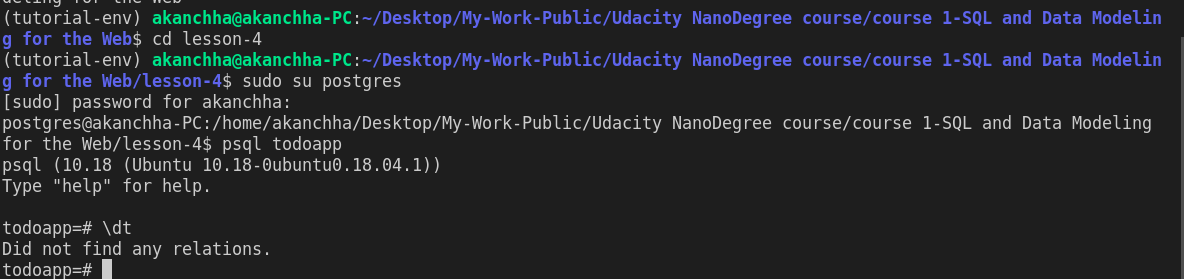 (tutorial-env) akanchha@akanchha-PC:~/Desktop/My-Work-Public/Udacity NanoDegree course/course 1-SQL and Data Modelin
g for the Web$ cd lesson-4
(tutorial-env) akanchha@akanchha-PC:~/Desktop/My-Work-Public/Udacity NanoDegree course/course 1-SQL and Data Modelin
g for the Web/lesson-4$ sudo su postgres
[sudo] password for akanchha:
postgres@akanchha-PC:/home/akanchha/Desktop/My-Work-Public/Udacity NanoDegree course/course 1-SQL and Data Modeling
for the Web/lesson-4$ psql todoapp
psql (10.18 (Ubuntu 10.18-0ubuntu0.18.04.1))
Type "help" for help.
todoapp=# \dt
Did not find any relations.
todoapp=#